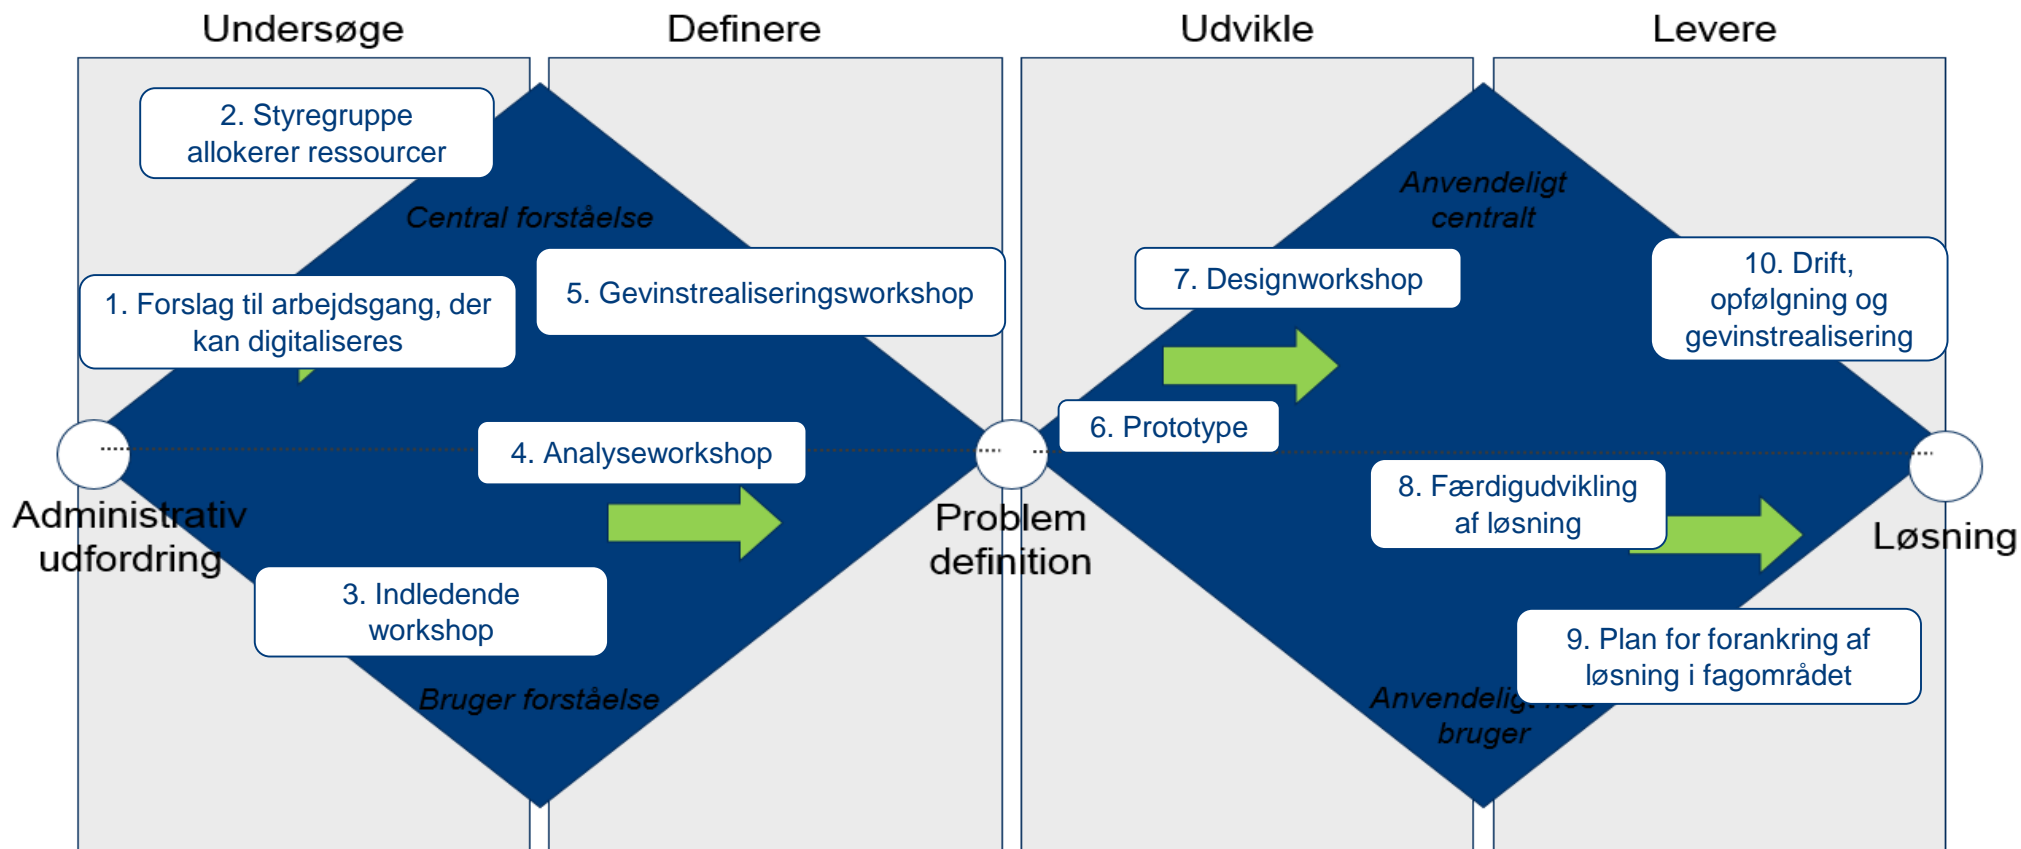 Undersøge
Definere
Udvikle
Levere
2. Styregruppe
allokerer ressourcer
Central forståelse
Anvendeligt
centralt
1. Forslag til arbejdsgang, der
kan digitaliseres
5. Gevinstrealiseringsworkshop
7. Designworkshop
10. Drift,
opfølgning og
gevinstrealisering
4. Analyseworkshop
6. Prototype
8. Færdigudvikling
af løsning
Administrativ
udfordring
Problem
definition
Løsning
3. Indledende
workshop
9. Plan for forankring af
løsning i fagområdet
Bruger forståelse
Anvendeligt
bruger